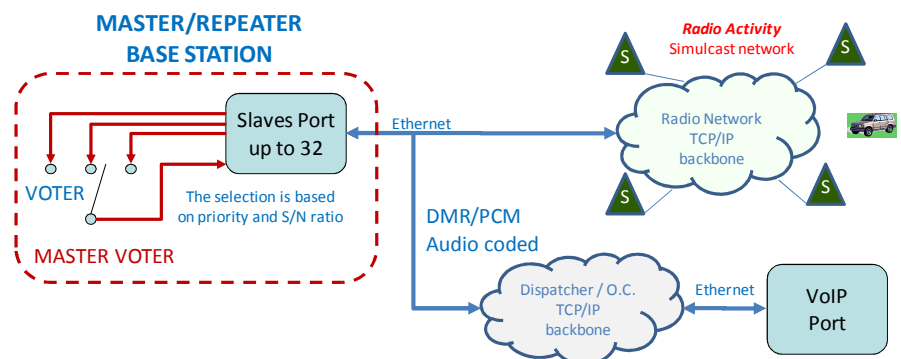 MASTER/REPEATER
BASE STATION
Slaves Port
up to 32
VOTER
The selection is based
on priority and S/N ratio
MASTER VOTER
Ethernet
DMR/PCM
Audio coded
Radio Activity
Simulcast network
S
S
Radio Network
TCP/IP
backbone
S
S
Dispatcher / O.C.
TCP/IP
backbone
Ethernet
VoIP
Port